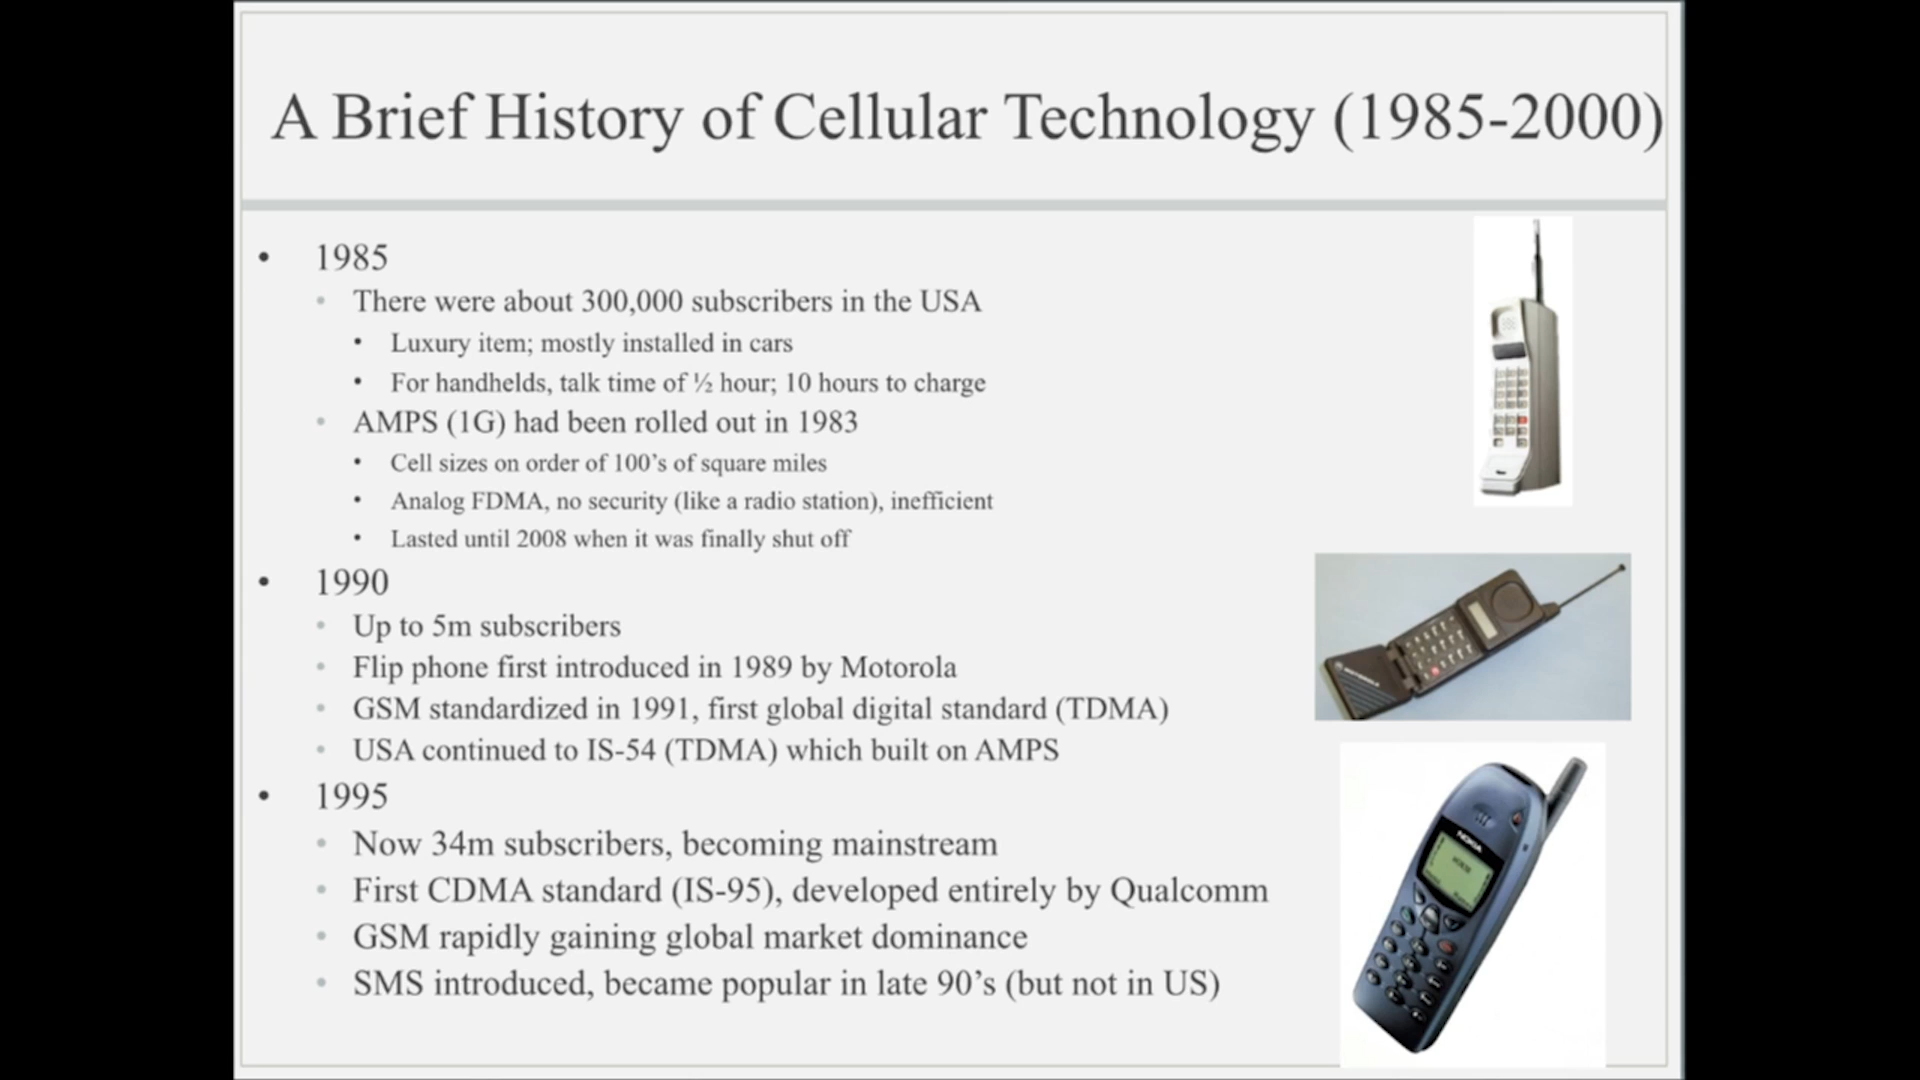 A Brief History of Cellular Technology (1985-2000)
• 1985
• There were about 300,000 subscribers in the USA
• Luxury item; mostly installed in cars
• For handhelds, talk time of ½ hour; 10 hours to charge
• AMPS (1G) had been rolled out in 1983
• Cell sizes on order of 100’s of square miles
• Analog FDMA, no security (like a radio station), inefficient
• Lasted until 2008 when it was finally shut off
• 1990
• Up to 5m subscribers
• Flip phone first introduced in 1989 by Motorola
• GSM standardized in 1991, first global digital standard (TDMA)
• USA continued to IS-54 (TDMA) which built on AMPS
• 1995
• Now 34m subscribers, becoming mainstream
• First CDMA standard (IS-95), developed entirely by Qualcomm
• GSM rapidly gaining global market dominance
• SMS introduced, became popular in late 90’s (but not in US)
MOTOROLA
NOKIA